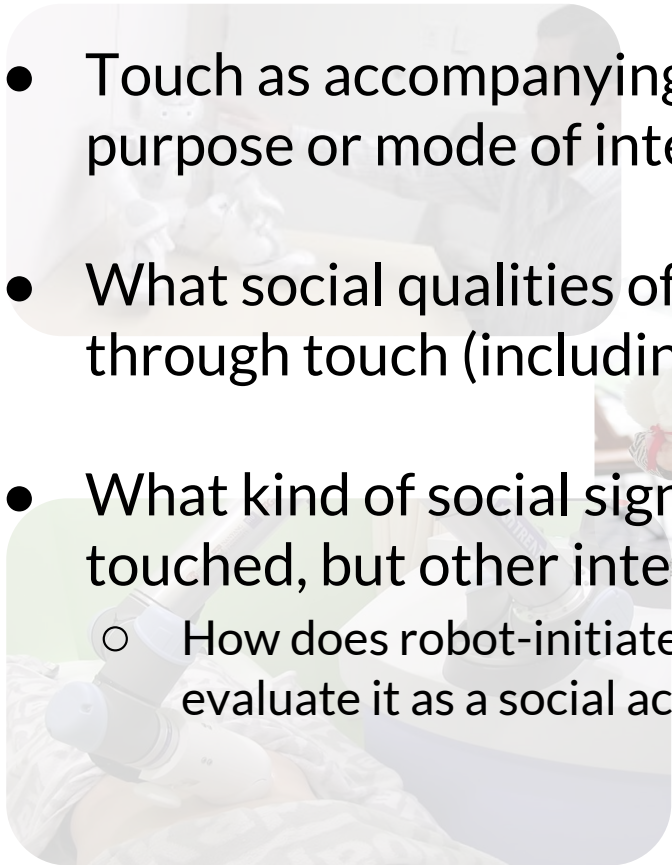 ● Touch as accompanying
purpose or mode of inte
● What social qualities of
through touch (includin
● What kind of social sign
touched, but other inte
○ How does robot-initiate
evaluate it as a social ac